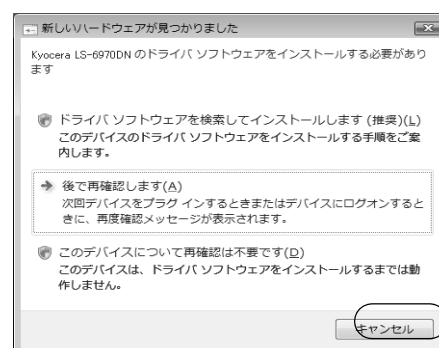 新しいハードウェアが見つかりました
Kyocera LS-6970DN のドライバ ソフトウェアをインストールする必要があり
ます
ドライバ ソフトウェアを検索してインストールします (推奨)(L)
このデバイスのドライバ ソフトウェアをインストールする手順をご案
内します。
後で再確認します(A)
次回デバイスをプラグ インするときまたはデバイスにログオンすると
きに、再度確認メッセージが表示されます。
このデバイスについて再確認は不要です(D)
このデバイスは、ドライバ ソフトウェアをインストールするまでは動
作しません。
キャンセル